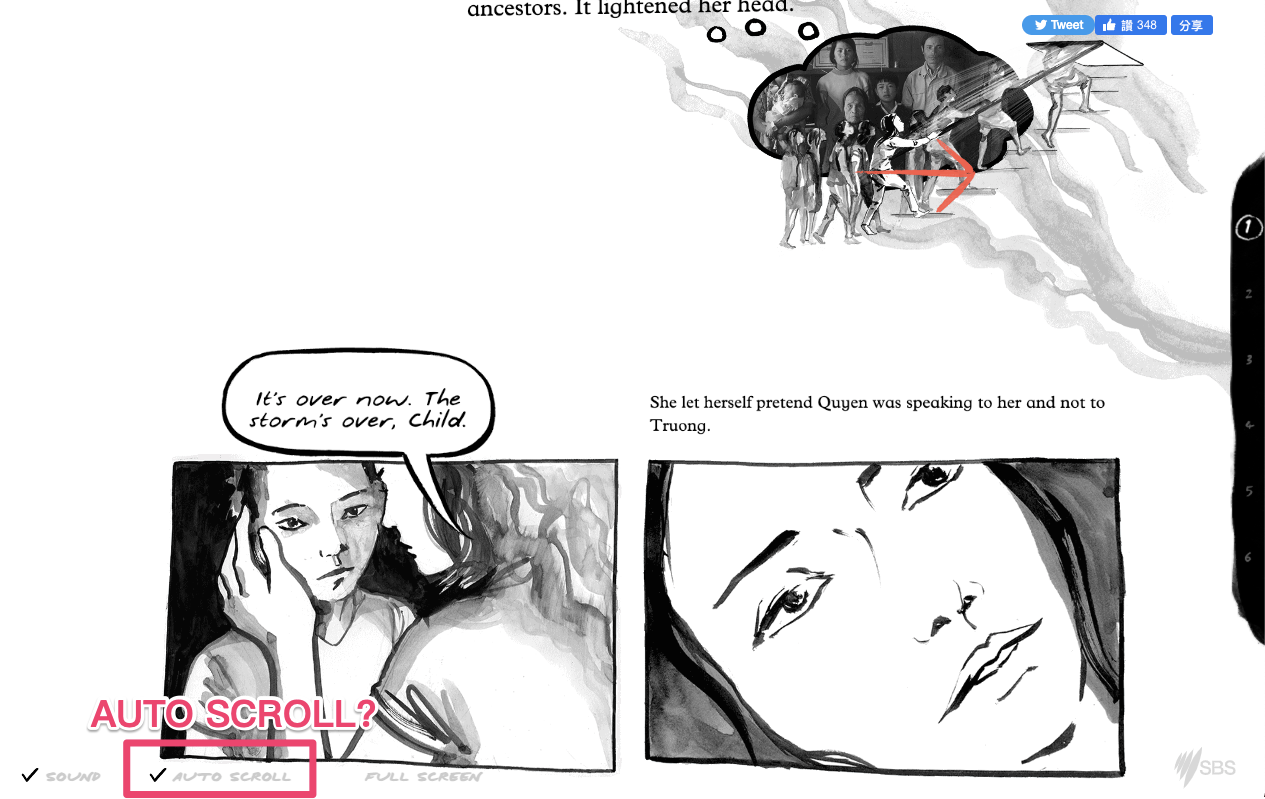 ancestors. It lightened her head.
Tweet
讚 348
分享
1
2
3
4
5
6
It's over now. The
storm's over, Child.
She let herself pretend Quyen was speaking to her and not to
Truong.
AUTO SCROLL?
SOUND
AUTO SCROLL
FULL SCREEN
SBS